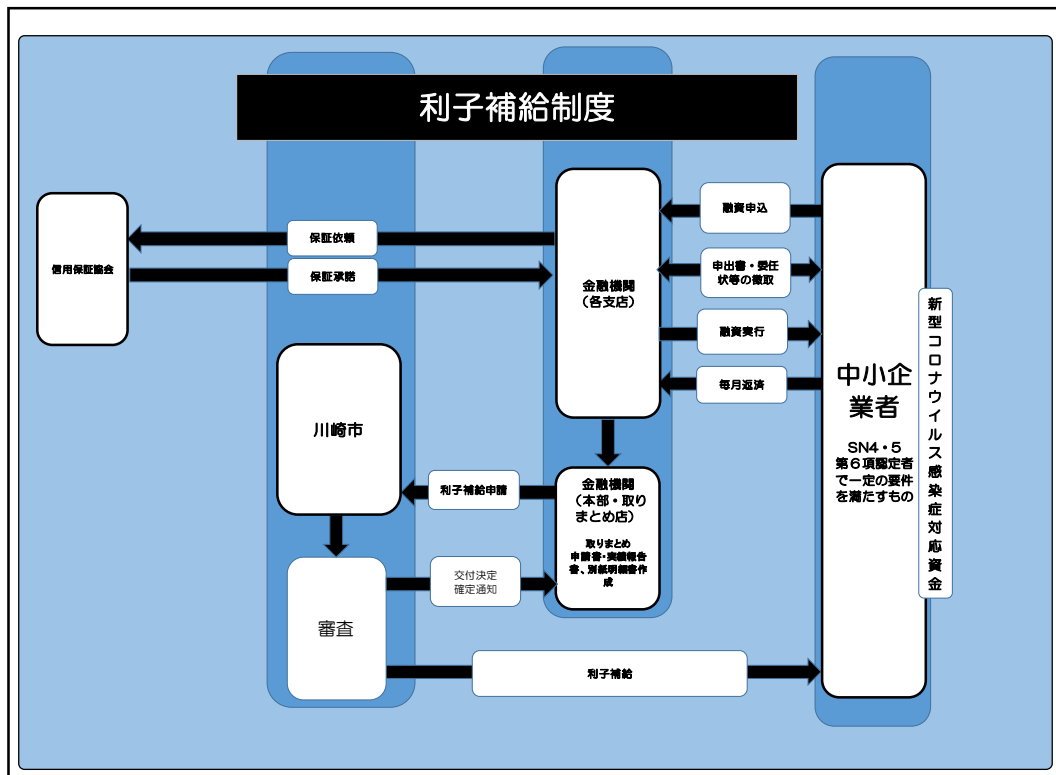 利子補給制度
信用保証協会
保証依頼
保証承諾
金融機関
（各支店）
融資申込
申出書・委任
状等の徴取
融資実行
毎月返済
中小企
業者
SN4・5
第６項認定者
で一定の要件
を満たすもの
新型コロナウイルス感染症対応資金
川崎市
利子補給申請
金融機関
（本部・取り
まとめ店）
取りまとめ
申請書・実績報告
書、別紙明細書作
成
交付決定
確定通知
審査
利子補給